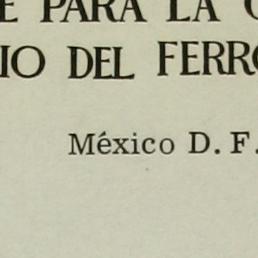 E PARA LA
IO DEL FERRO
México D. F.